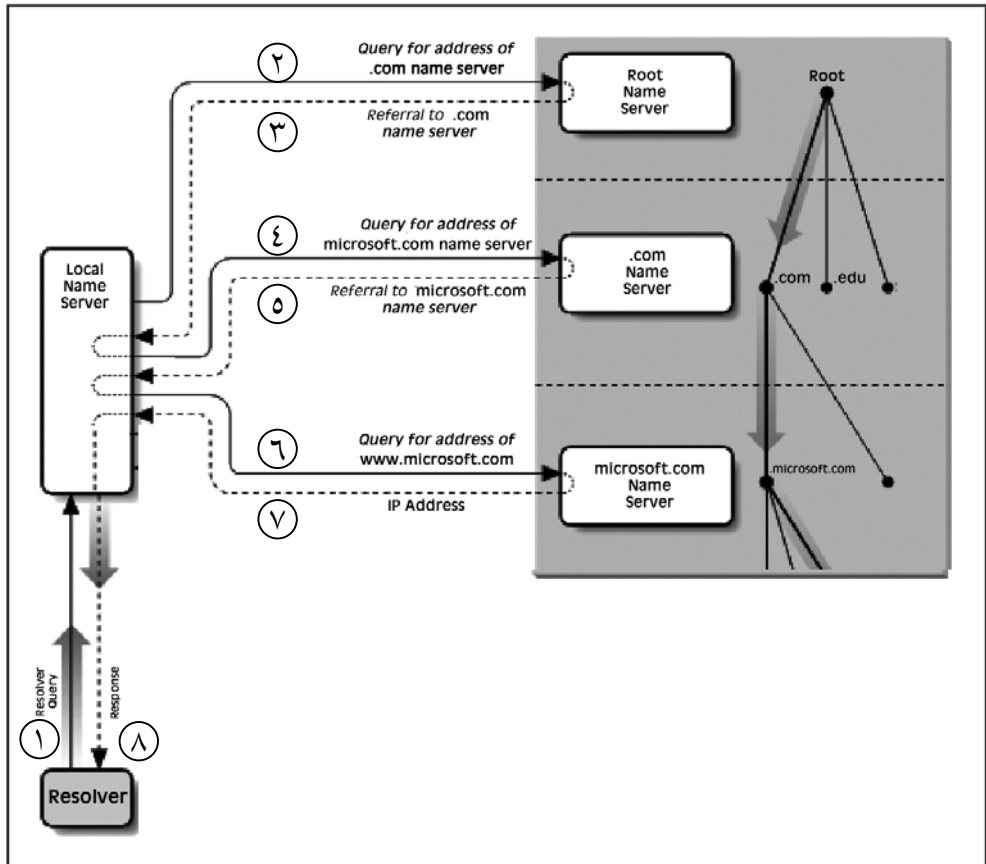 ٢
Query for address of
.com name server
٣
Referral to .com
name server
Root
Name
Server
Root
٤
Query for address of
microsoft.com name server
٥
Referral to microsoft.com
name server
.com
Name
Server
.com
.edu
Local
Name
Server
٦
Query for address of
www.microsoft.com
٧
IP Address
microsoft.com
Name
Server
.microsoft.com
١
Resolver
Query
Response
٨
Resolver